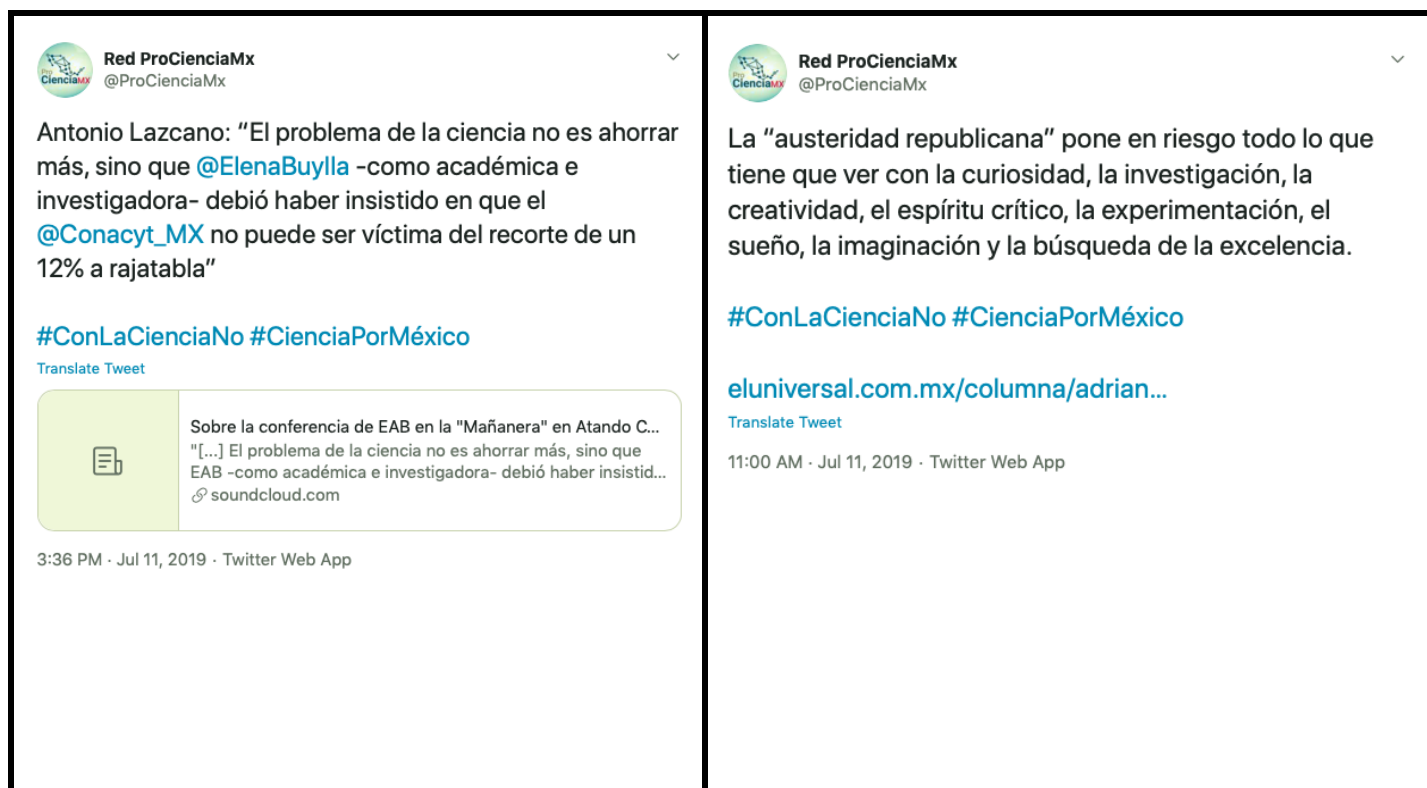 Pro
CienciaMX
Red ProCienciaMx
@ProCienciaMx
Antonio Lazcano: “El problema de la ciencia no es ahorrar
más, sino que @ElenaBuylla -como académica e
investigadora- debió haber insistido en que el
@Conacyt_MX no puede ser víctima del recorte de un
12% a rajatabla”
#ConLaCienciaNo #CienciaPorMéxico
Translate Tweet
Sobre la conferencia de EAB en la "Mañanera" en Atando C...
"[...] El problema de la ciencia no es ahorrar más, sino que
EAB -como académica e investigadora- debió haber insistid...
soundcloud.com
3:36 PM · Jul 11, 2019 · Twitter Web App
Pro
CienciaMX
Red ProCienciaMx
@ProCienciaMx
La “austeridad republicana” pone en riesgo todo lo que
tiene que ver con la curiosidad, la investigación, la
creatividad, el espíritu crítico, la experimentación, el
sueño, la imaginación y la búsqueda de la excelencia.
#ConLaCienciaNo #CienciaPorMéxico
eluniversal.com.mx/columna/adrian...
Translate Tweet
11:00 AM · Jul 11, 2019 · Twitter Web App